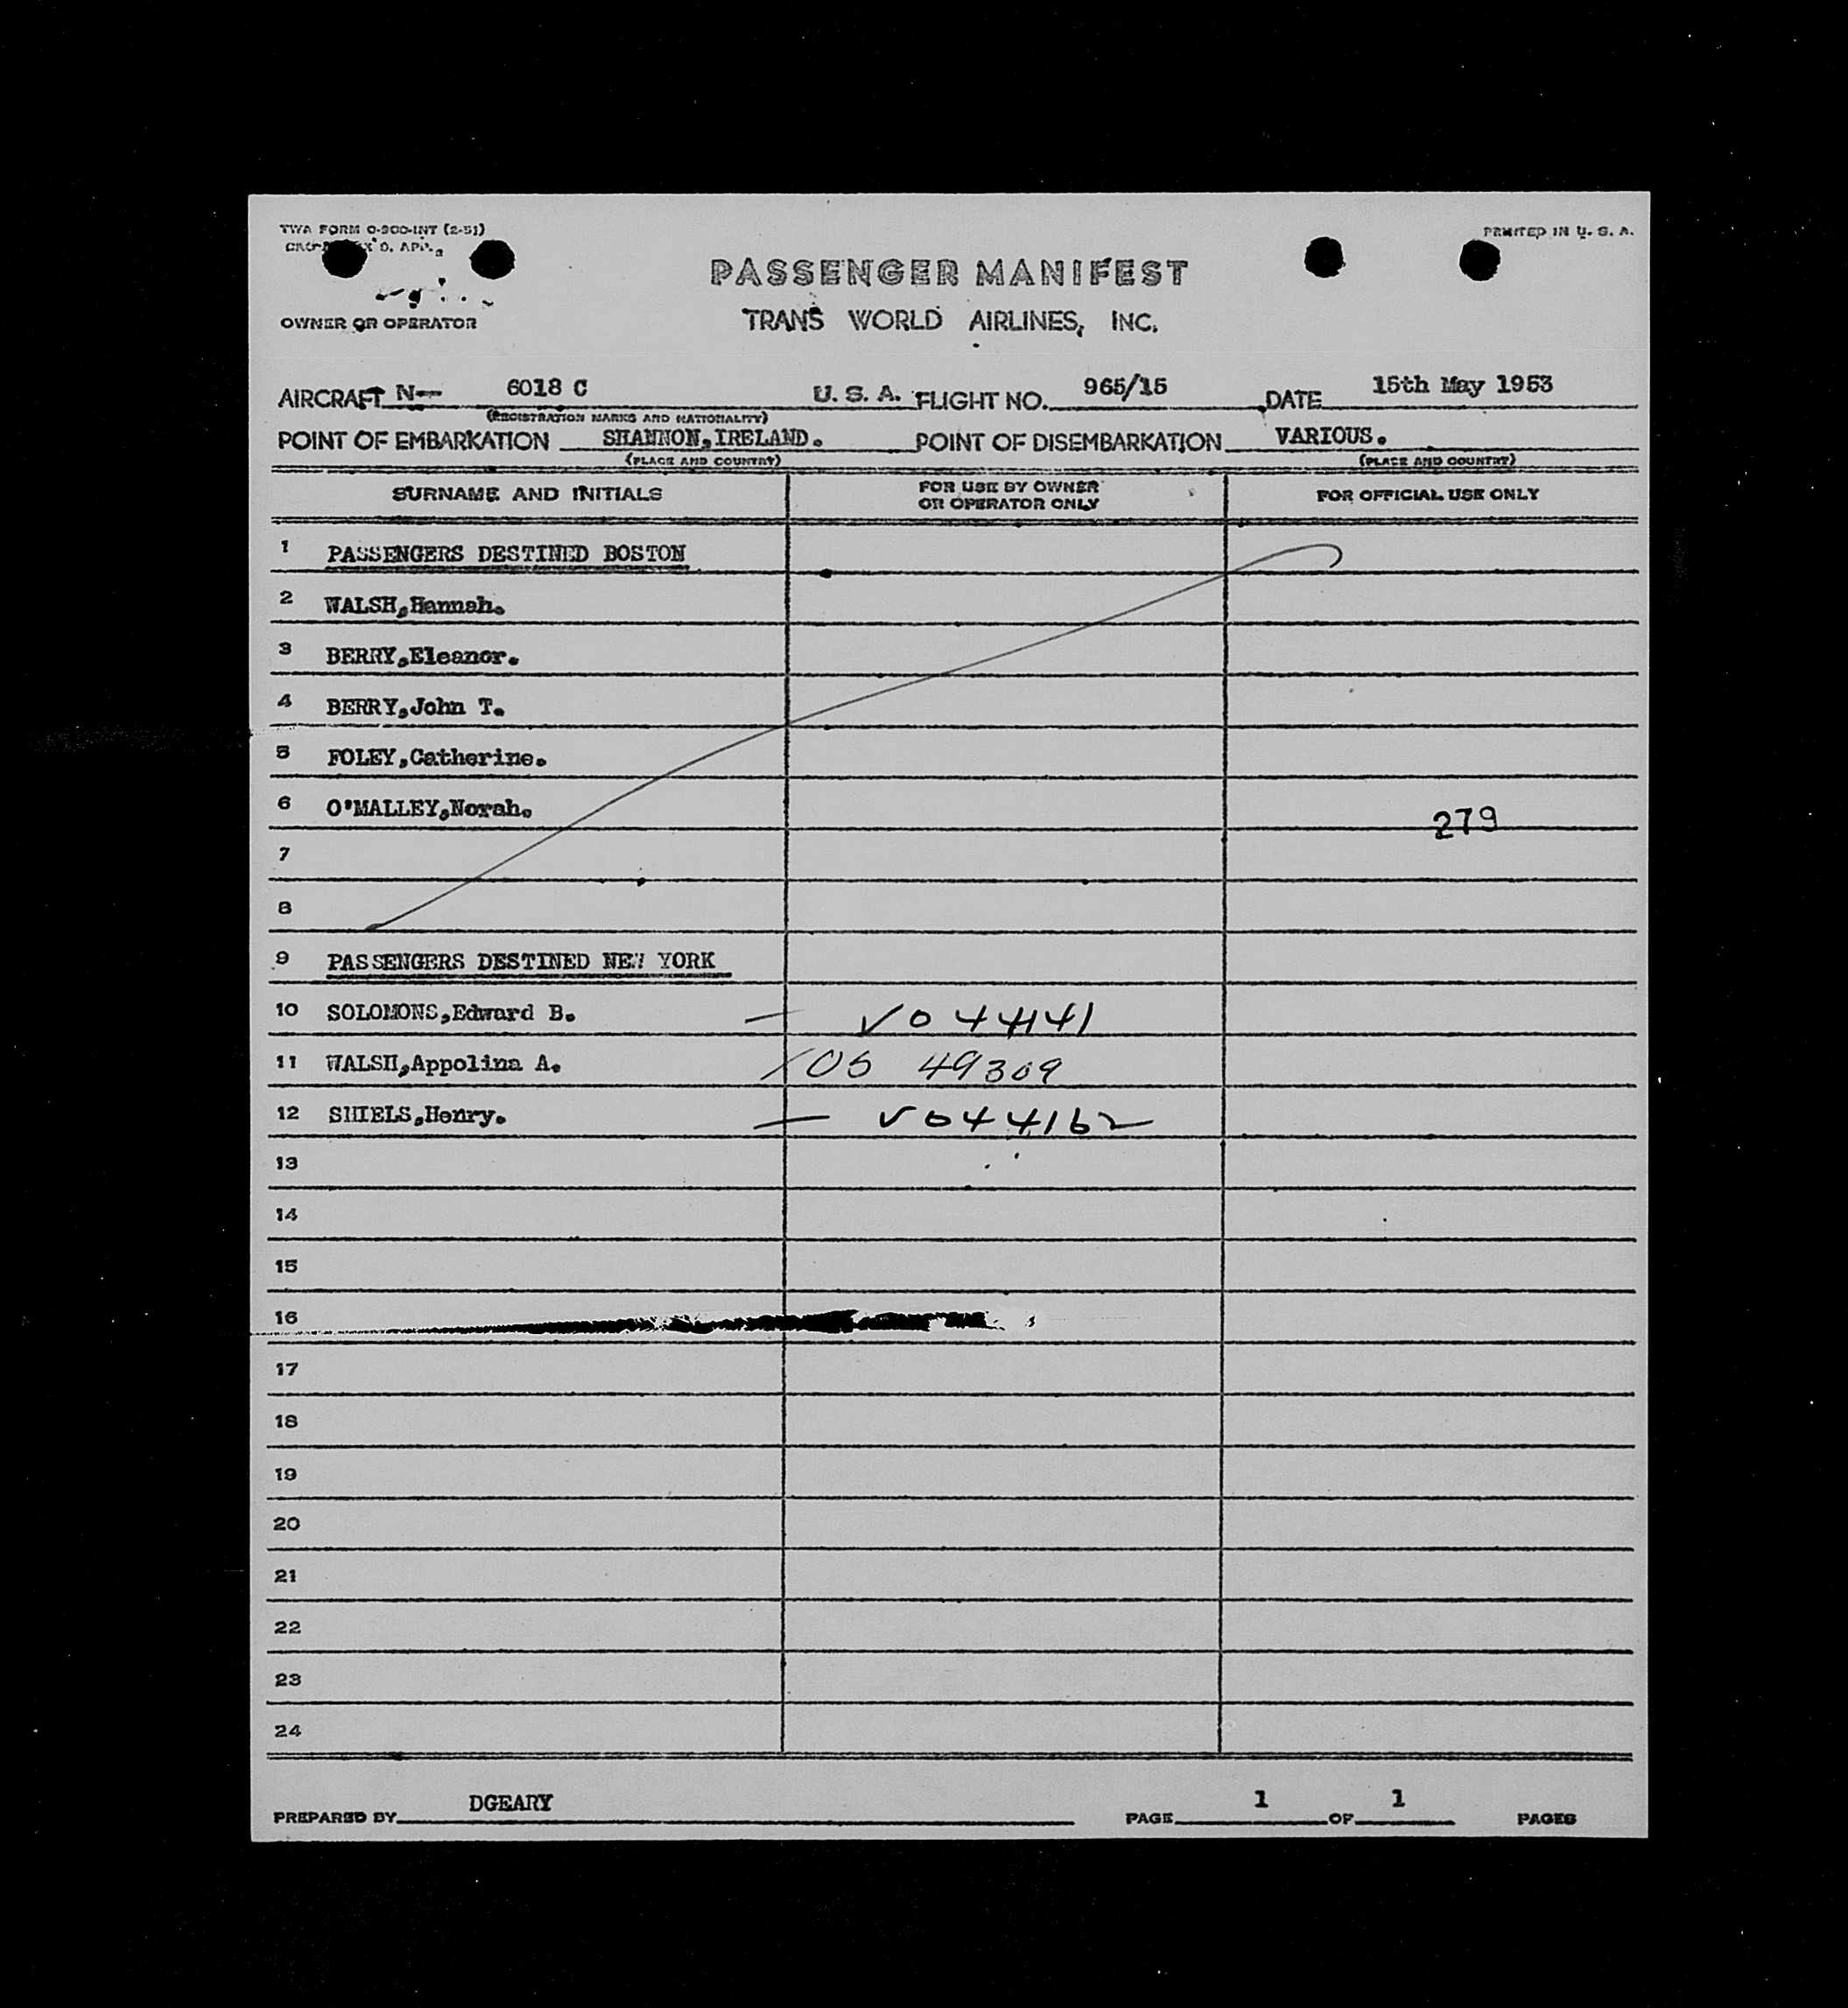 TWA FORM O-900-INT (2-51)
PRINTED IN U. S. A.
PASSENGER MANIFEST
OWNER OR OPERATOR
TRANS WORLD AIRLINES, INC.
AIRCRAFT N-- 6018 C U. S. A. FLIGHT NO. 965/15 DATE 15th May 1953
(REGISTRATION MARKS AND NATIONALITY)
POINT OF EMBARKATION SHANNON, IRELAND. POINT OF DISEMBARKATION VARIOUS.
(PLACE AND COUNTRY) (PLACE AND COUNTRY)
SURNAME AND INITIALS FOR USE BY OWNER OR OPERATOR ONLY FOR OFFICIAL USE ONLY
1 PASSENGERS DESTINED BOSTON
2 WALSH,Hannah.
3 BERRY,Eleanor.
4 BERRY,John T.
5 FOLEY,Catherine.
6 O'MALLEY,Norah. 279
7
8
9 PASSENGERS DESTINED NEW YORK
10 SOLOMONS,Edward B. — V044141
11 WALSH,Appolina A. 49309
12 SHIELS,Henry. — V044162
13
14
15
16
17
18
19
20
21
22
23
24
PREPARED BY DGEARY PAGE 1 OF 1 PAGES